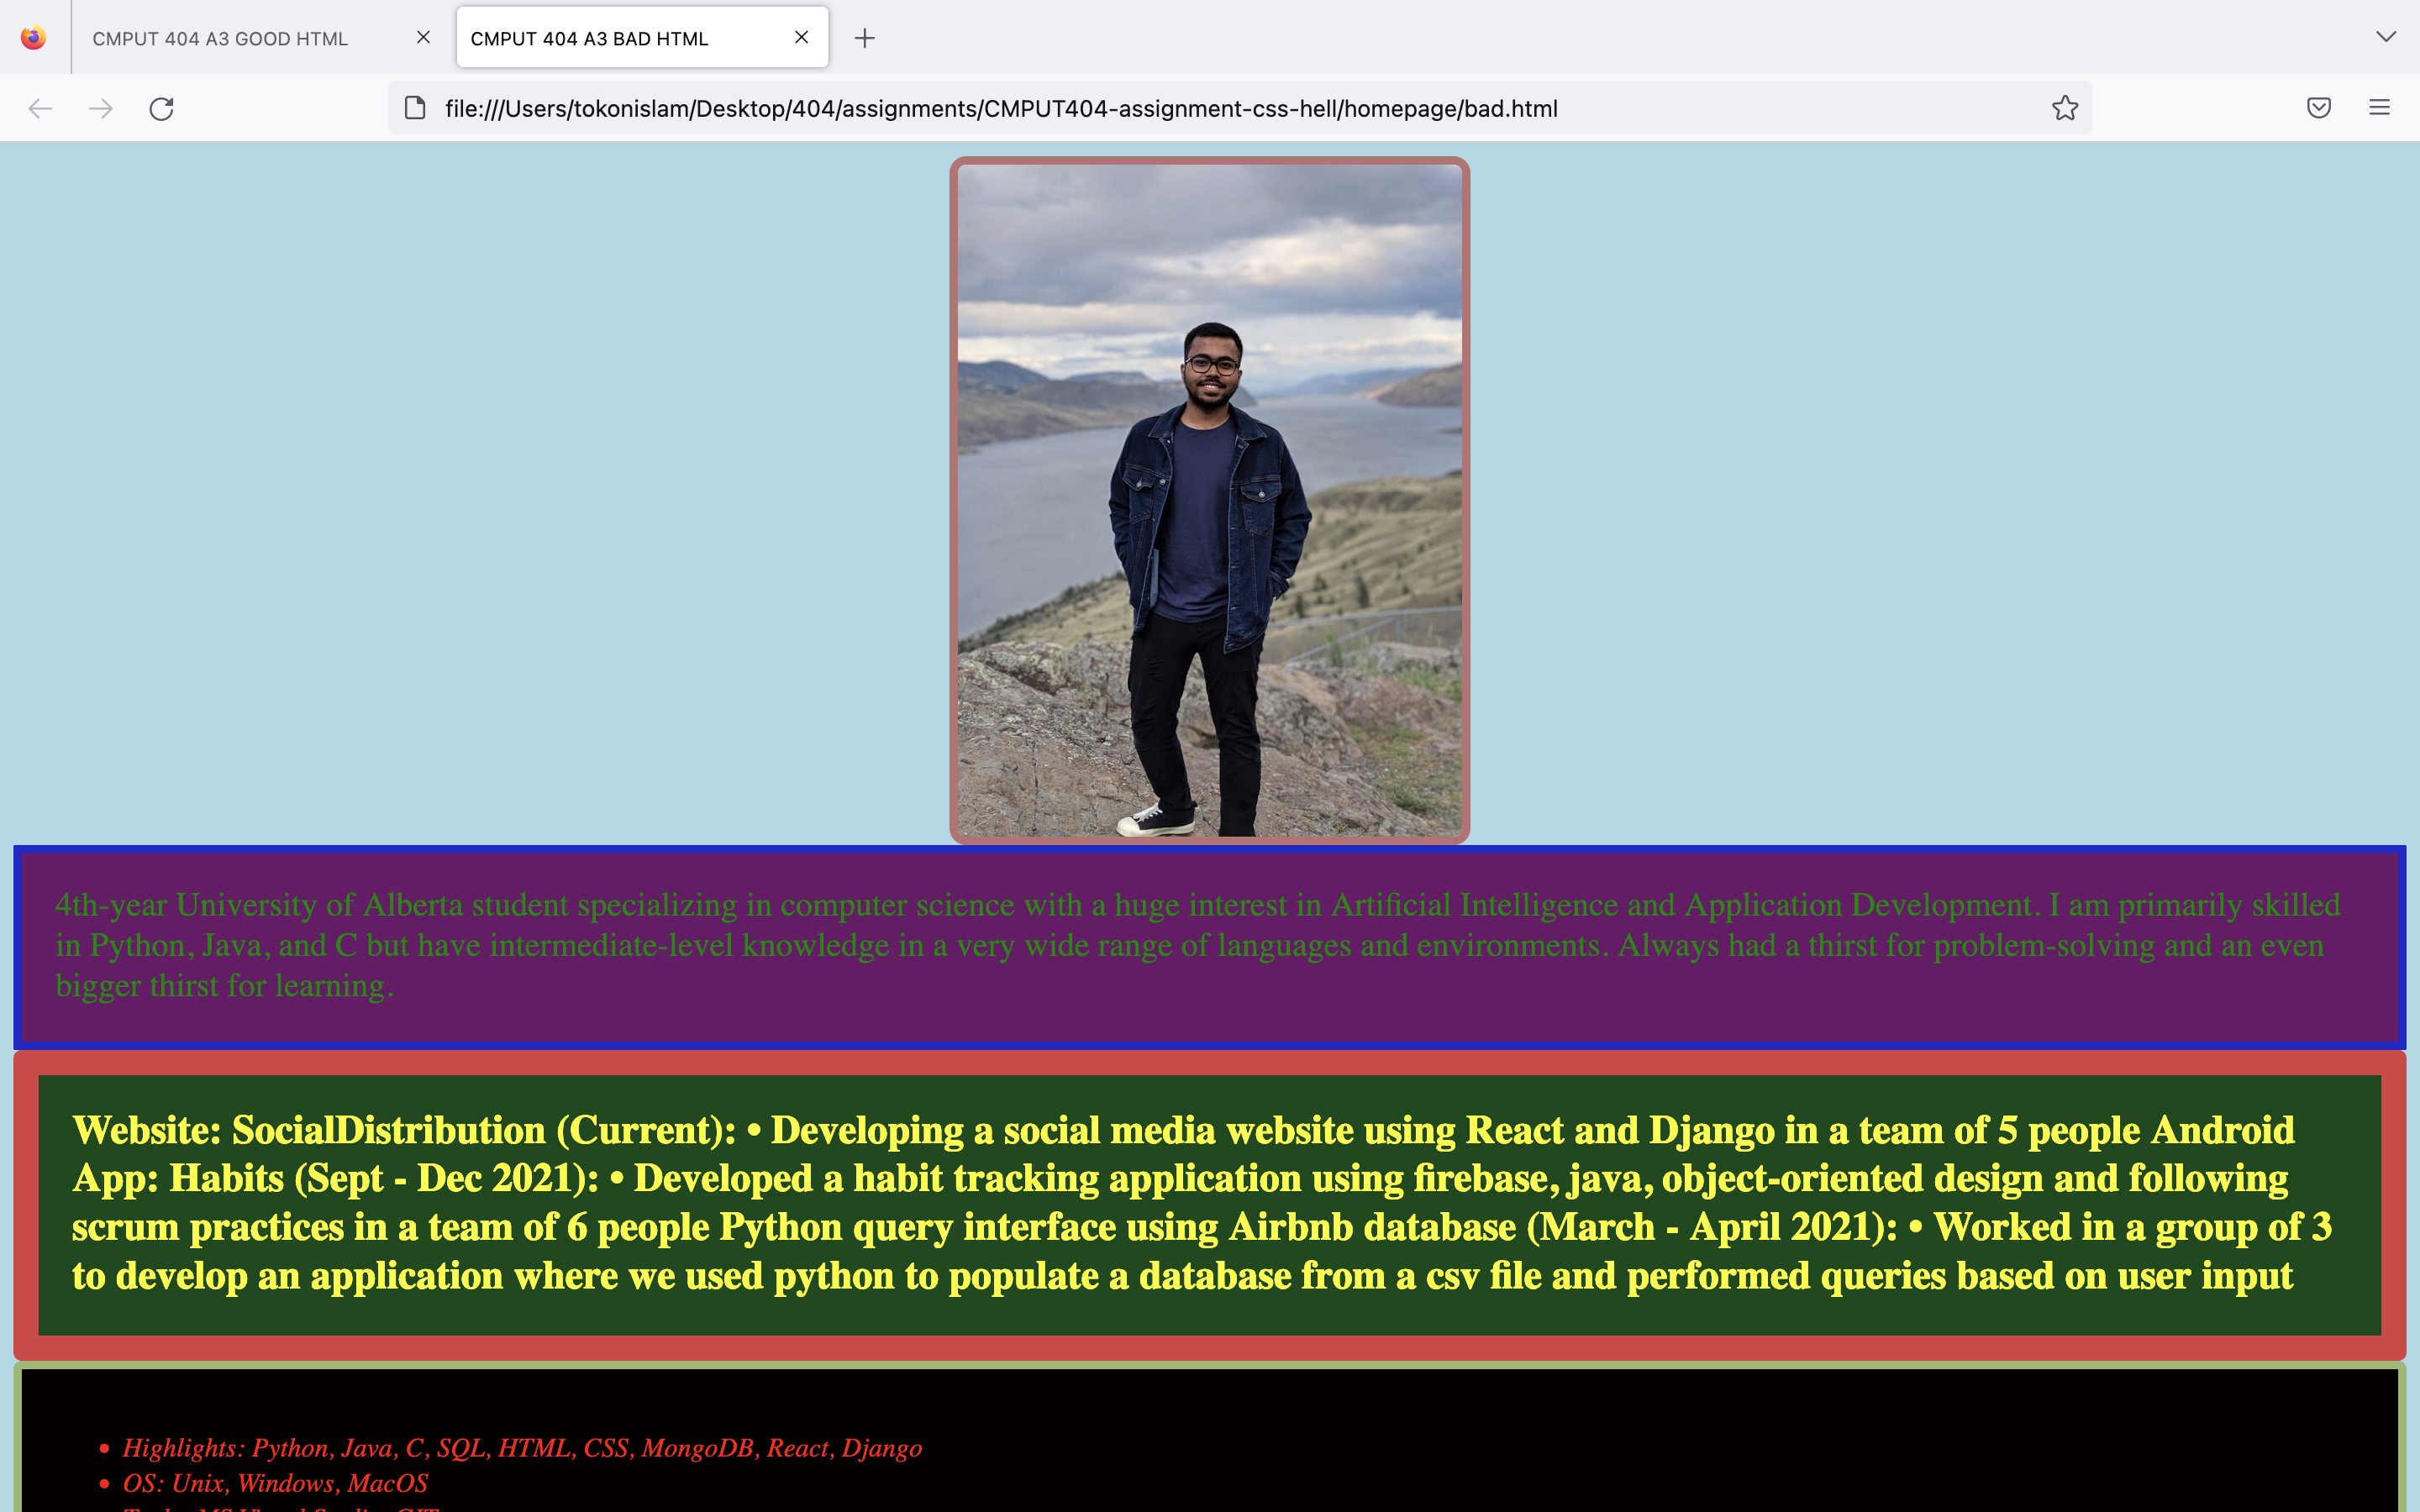 CMPUT 404 A3 GOOD HTML
CMPUT 404 A3 BAD HTML
file:///Users/tokonislam/Desktop/404/assignments/CMPUT404-assignment-css-hell/homepage/bad.html
4th-year University of Alberta student specializing in computer science with a huge interest in Artificial Intelligence and Application Development. I am primarily skilled
in Python, Java, and C but have intermediate-level knowledge in a very wide range of languages and environments. Always had a thirst for problem-solving and an even
bigger thirst for learning.
Website: SocialDistribution (Current): • Developing a social media website using React and Django in a team of 5 people Android
App: Habits (Sept - Dec 2021): • Developed a habit tracking application using firebase, java, object-oriented design and following
scrum practices in a team of 6 people Python query interface using Airbnb database (March - April 2021): • Worked in a group of 3
to develop an application where we used python to populate a database from a csv file and performed queries based on user input
• Highlights: Python, Java, C, SQL, HTML, CSS, MongoDB, React, Django
• OS: Unix, Windows, MacOS